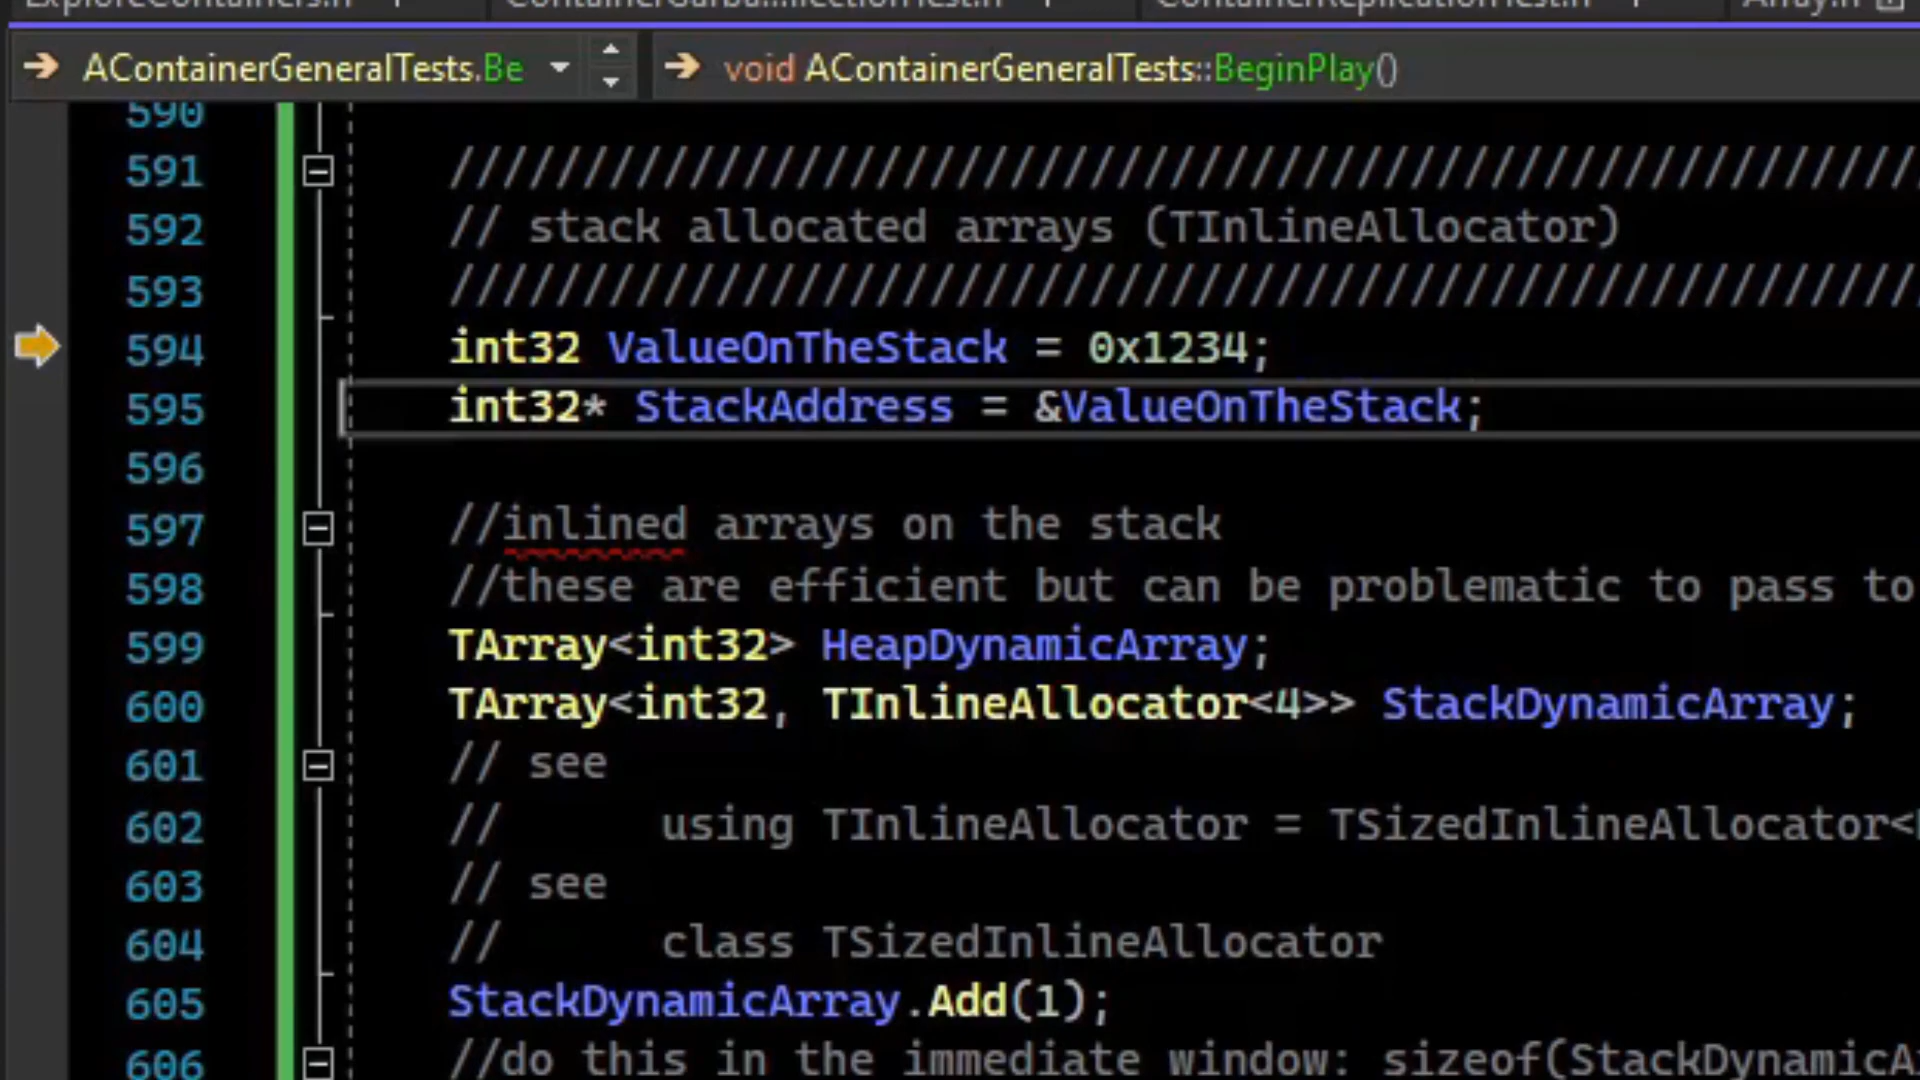 AContainerGeneralTests.Be void AContainerGeneralTests::BeginPlay()
590
591 ////////////////////////////////////////////////////////
592 // stack allocated arrays (TInlineAllocator)
593 ////////////////////////////////////////////////////////
594 int32 ValueOnTheStack = 0x1234;
595 int32* StackAddress = &ValueOnTheStack;
596
597 //inlined arrays on the stack
598 //these are efficient but can be problematic to pass to
599 TArray<int32> HeapDynamicArray;
600 TArray<int32, TInlineAllocator<4>> StackDynamicArray;
601 // see
602 // using TInlineAllocator = TSizedInlineAllocator<
603 // see
604 // class TSizedInlineAllocator
605 StackDynamicArray.Add(1);
606 //do this in the immediate window: sizeof(StackDynamicA